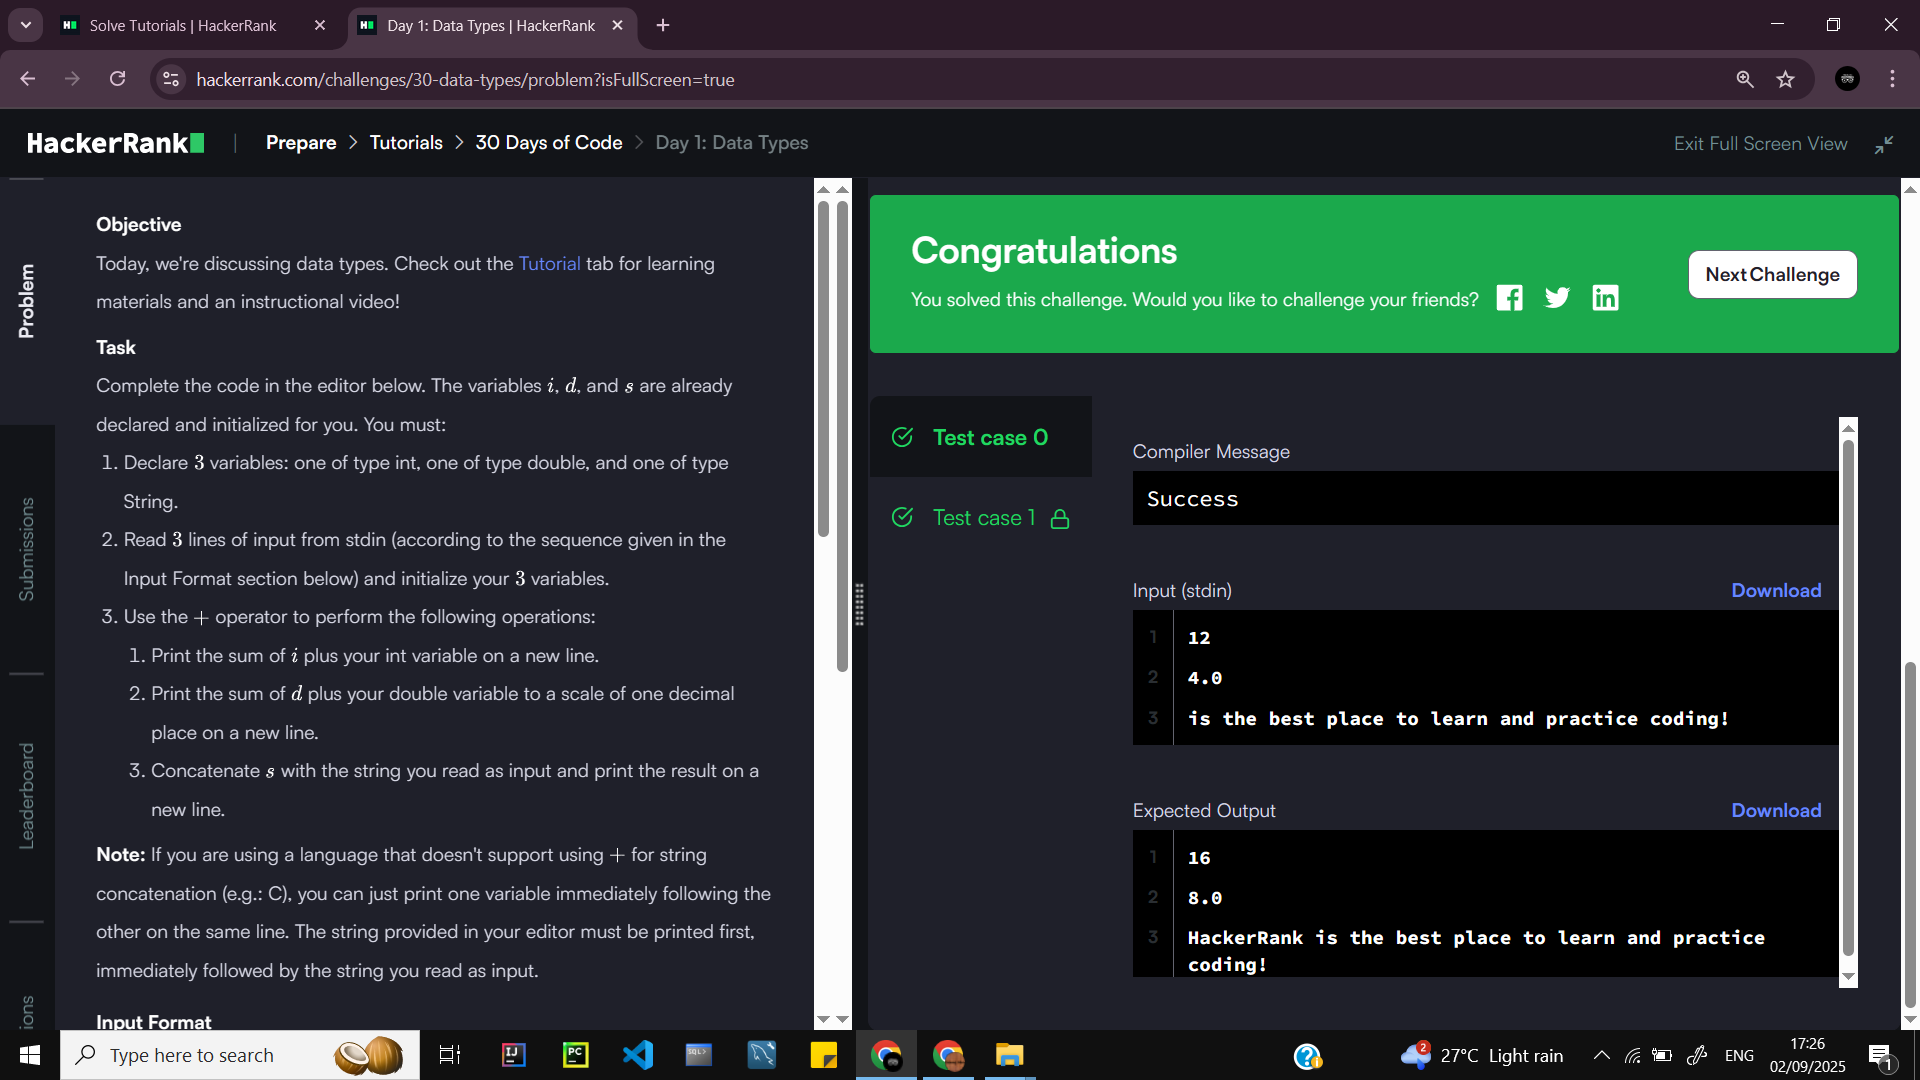 Solve Tutorials | HackerRank
Day 1: Data Types | HackerRank
hackerrank.com/challenges/30-data-types/problem?isFullScreen=true
HackerRank
Prepare > Tutorials > 30 Days of Code > Day 1: Data Types
Exit Full Screen View
Problem
Submissions
Leaderboard
Objective
Today, we're discussing data types. Check out the Tutorial tab for learning
materials and an instructional video!
Task
Complete the code in the editor below. The variables i, d, and s are already
declared and initialized for you. You must:
1. Declare 3 variables: one of type int, one of type double, and one of type
String.
2. Read 3 lines of input from stdin (according to the sequence given in the
Input Format section below) and initialize your 3 variables.
3. Use the + operator to perform the following operations:
1. Print the sum of i plus your int variable on a new line.
2. Print the sum of d plus your double variable to a scale of one decimal
place on a new line.
3. Concatenate s with the string you read as input and print the result on a
new line.
Note: If you are using a language that doesn't support using + for string
concatenation (e.g.: C), you can just print one variable immediately following the
other on the same line. The string provided in your editor must be printed first,
immediately followed by the string you read as input.
Input Format
Congratulations
You solved this challenge. Would you like to challenge your friends?
Next Challenge
Test case 0
Test case 1
Compiler Message
Success
Input (stdin)
Download
1 12
2 4.0
3 is the best place to learn and practice coding!
Expected Output
Download
1 16
2 8.0
3 HackerRank is the best place to learn and practice
coding!
Type here to search
27°C Light rain
ENG
17:26
02/09/2025